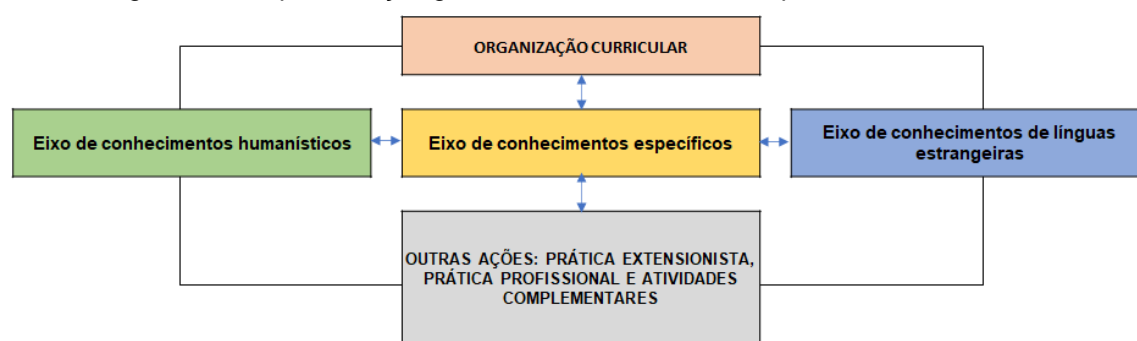 ORGANIZAÇÃO CURRICULAR
Eixo de conhecimentos humanísticos
Eixo de conhecimentos específicos
Eixo de conhecimentos de línguas
estrangeiras
OUTRAS AÇÕES: PRÁTICA EXTENSIONISTA,
PRÁTICA PROFISSIONAL E ATIVIDADES
COMPLEMENTARES